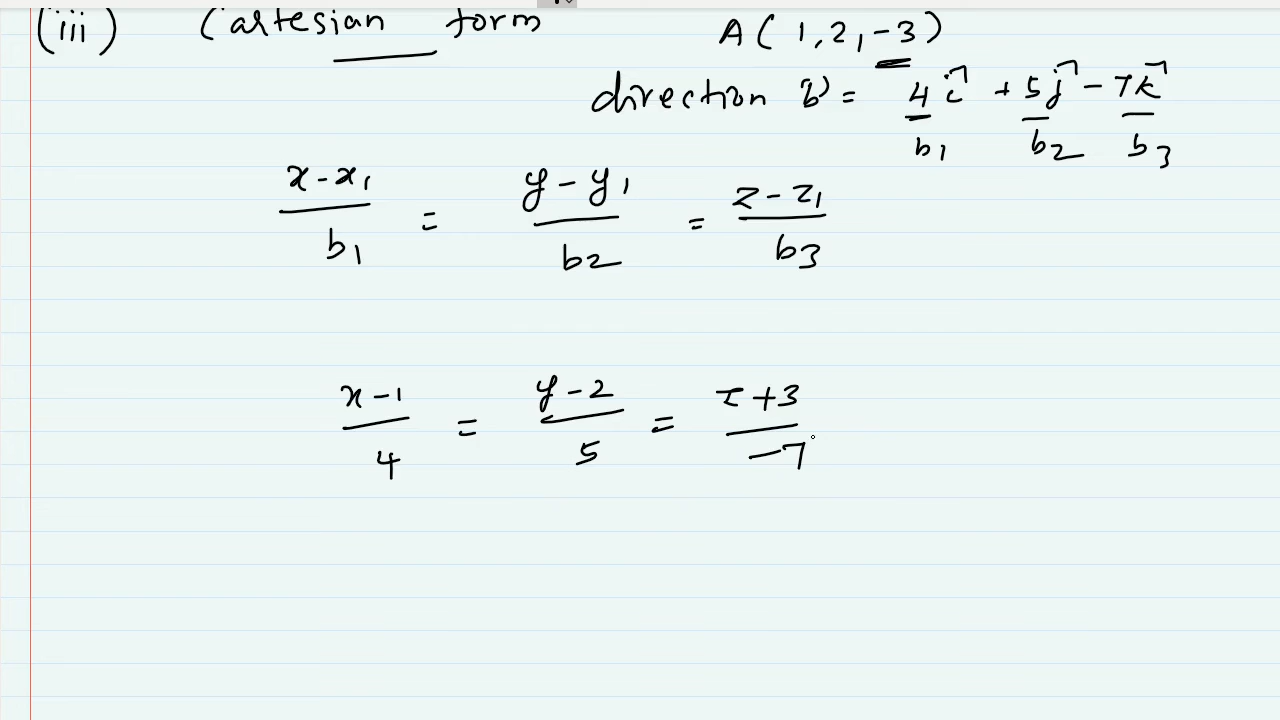 (iii) Cartesian form A(1,2,-3)
direction b⃗ = 4i⃗ + 5j⃗ - 7k⃗
b1 b2 b3
x-x1 = y-y1 = z-z1
b1 b2 b3
x-1 = y-2 = z+3
4 5 -7